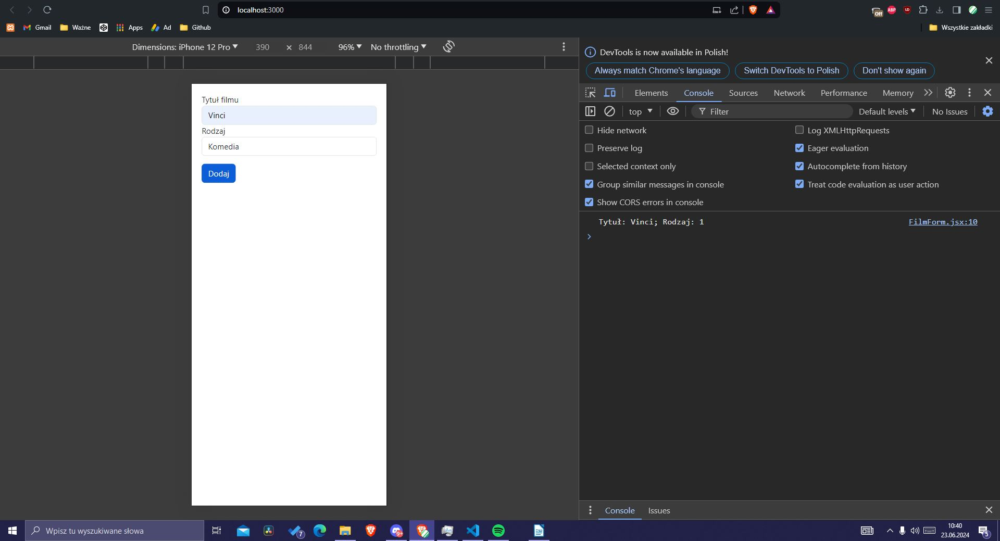 localhost:3000
Off
ABP
Gmail
Ważne
Apps
Ad
Github
Wszystkie zakładki
Dimensions: iPhone 12 Pro
390 × 844
96%
No throttling
Tytuł filmu
Vinci
Rodzaj
Komedia
Dodaj
DevTools is now available in Polish!
Always match Chrome's language
Switch DevTools to Polish
Don't show again
Elements
Console
Sources
Network
Performance
Memory
top
Filter
Default levels
No Issues
Hide network
Log XMLHttpRequests
Preserve log
Eager evaluation
Selected context only
Autocomplete from history
Group similar messages in console
Treat code evaluation as user action
Show CORS errors in console
Tytuł: Vinci; Rodzaj: 1
FilmForm.jsx:10
Console
Issues
Wpisz tu wyszukiwane słowa
7
9+
10:40
23.06.2024
5